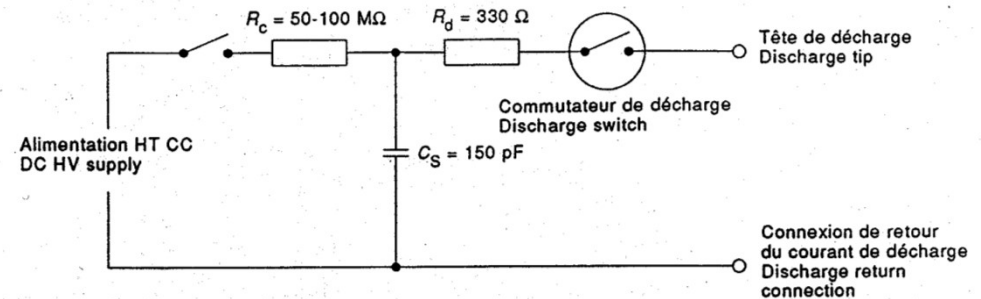 R_c = 50-100 MΩ
R_d = 330 Ω
Tête de décharge
Discharge tip
Commutateur de décharge
Discharge switch
Alimentation HT CC
DC HV supply
C_S = 150 pF
Connexion de retour
du courant de décharge
Discharge return
connection